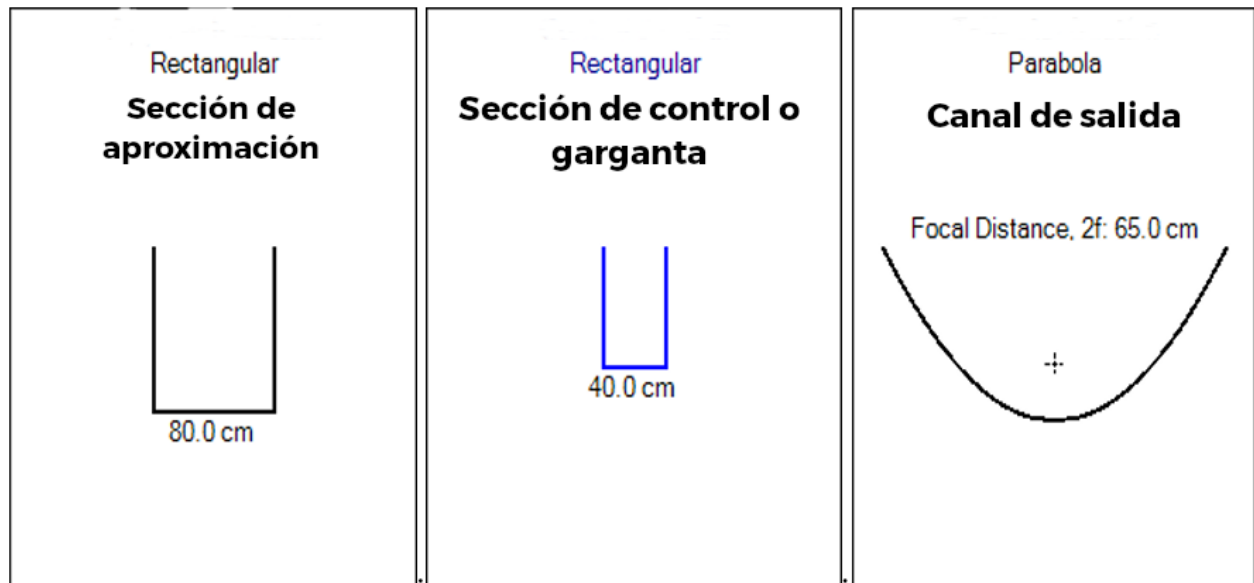 Rectangular
Sección de
aproximación
80.0 cm
Rectangular
Sección de control o
garganta
40.0 cm
Parabola
Canal de salida
Focal Distance, 2f: 65.0 cm